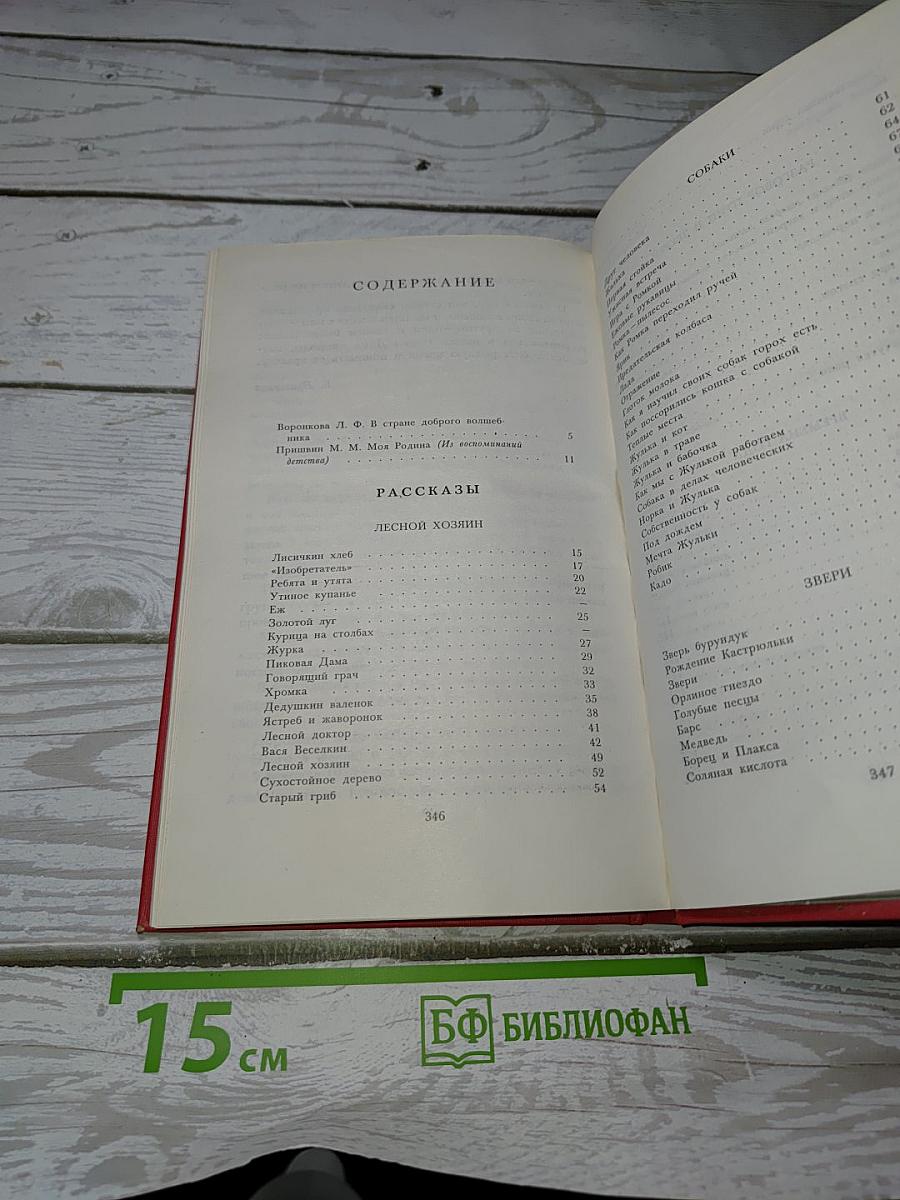 СОДЕРЖАНИЕ
Воронкова Л. Ф. В стране доброго волшеб-
ника 5
Пришвин М. М. Моя Родина (Из воспоминаний
детства) 11
РАССКАЗЫ
ЛЕСНОЙ ХОЗЯИН
Лисичкин хлеб 15
«Изобретатель» 17
Ребята и утята 20
Утиное купанье 22
Еж —
Золотой луг 25
Курица на столбах —
Журка 27
Пиковая Дама 29
Говорящий грач 32
Хромка 33
Дедушкин валенок 35
Ястреб и жаворонок 38
Лесной доктор 41
Вася Веселкин 42
Лесной хозяин 49
Сухостойное дерево 52
Старый гриб 54
346
СОБАКИ
61
62
64
Друг человека
Первая стойка
Ужасная встреча
Игра с Ромкой
Ежовые рукавицы
Ромка-пылесос
Как Ромка переходил ручей
Ярик
Предательская колбаса
Лада
Отражение
Глоток молока
Как я научил своих собак горох есть
Как поссорились кошка с собакой
Теплые места
Жулька и кот
Жулька в траве
Жулька и бабочка
Как мы с Жулькой работаем
Собака в делах человеческих
Норка и Жулька
Собственность у собак
Под дождем
Мечта Жульки
Робик
Кадо
ЗВЕРИ
Зверь бурундук
Рождение Кастрюльки
Звери
Орлиное гнездо
Голубые песцы
Барс
Медведь
Борец и Плакса
Соляная кислота
347
15 см
БФ БИБЛИОФАН